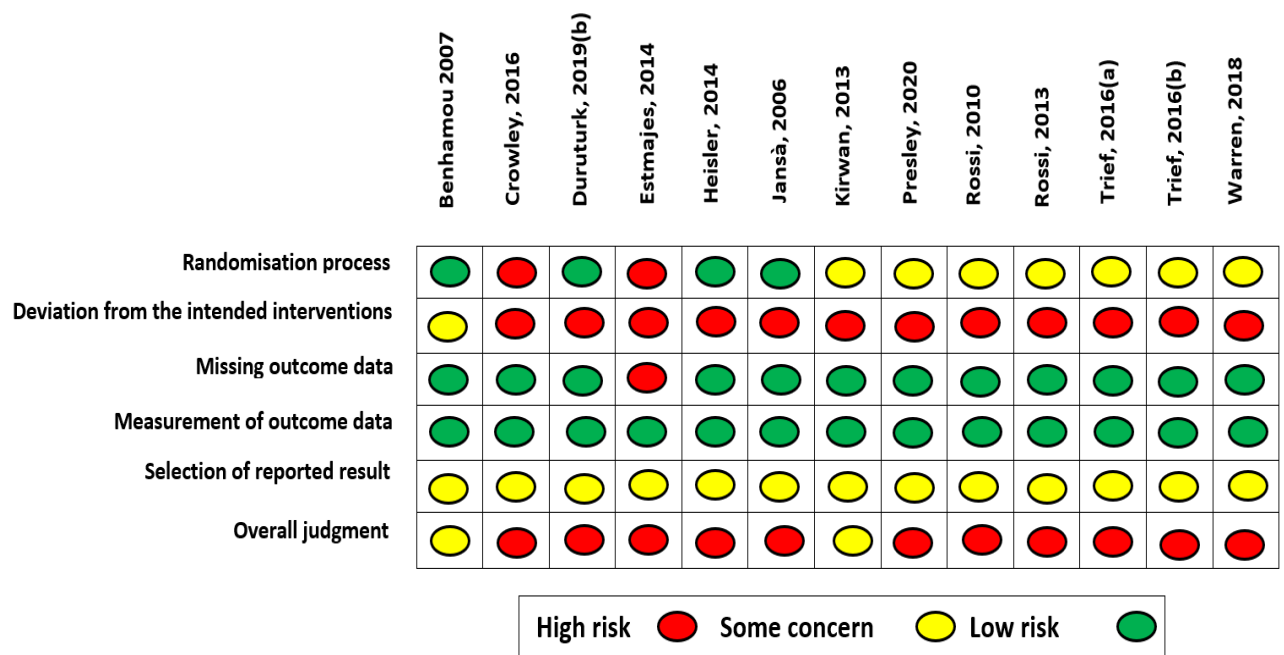 Benhamou 2007
Crowley, 2016
Duruturk, 2019(b)
Estmajes, 2014
Heisler, 2014
Jansà, 2006
Kirwan, 2013
Presley, 2020
Rossi, 2010
Rossi, 2013
Trief, 2016(a)
Trief, 2016(b)
Warren, 2018
Randomisation process
Deviation from the intended interventions
Missing outcome data
Measurement of outcome data
Selection of reported result
Overall judgment
High risk Some concern Low risk